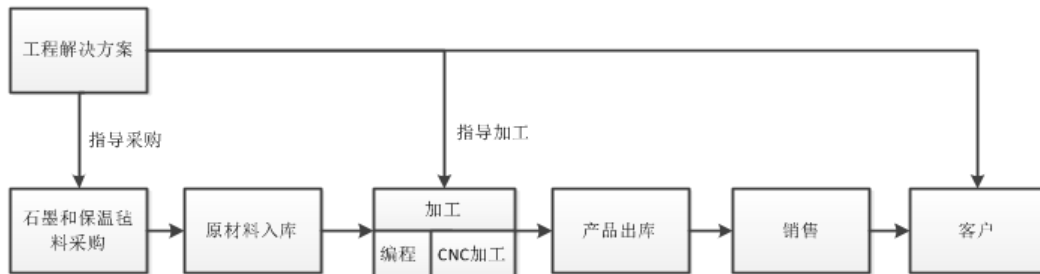 工程解决方案
指导采购
指导加工
石墨和保温毡
料采购
原材料入库
加工
编程
CNC加工
产品出库
销售
客户